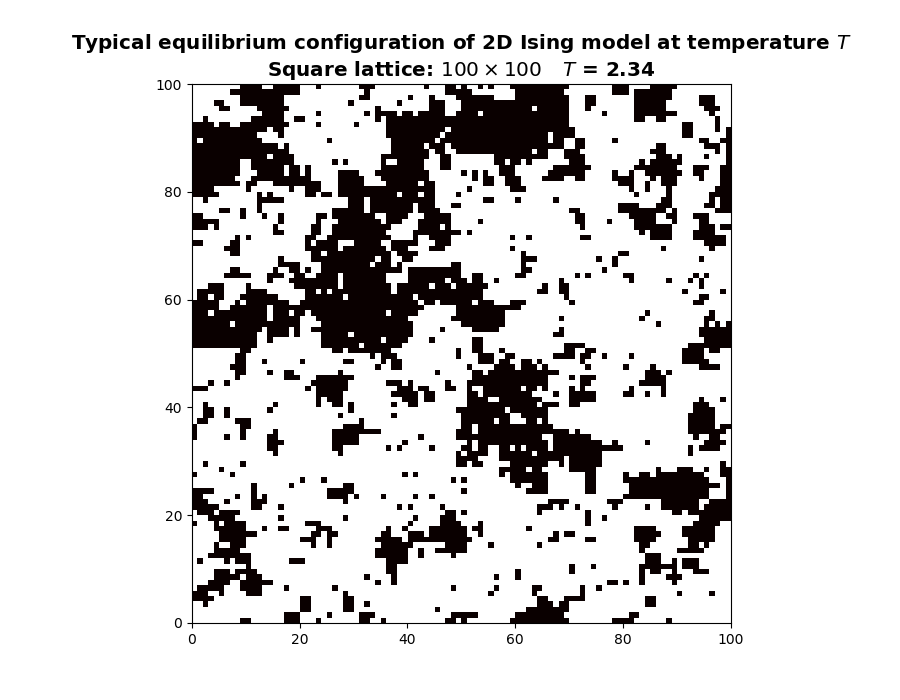 Typical equilibrium configuration of 2D Ising model at temperature T
Square lattice: 100 × 100 T = 2.34
100
80
60
40
20
0
0 20 40 60 80 100